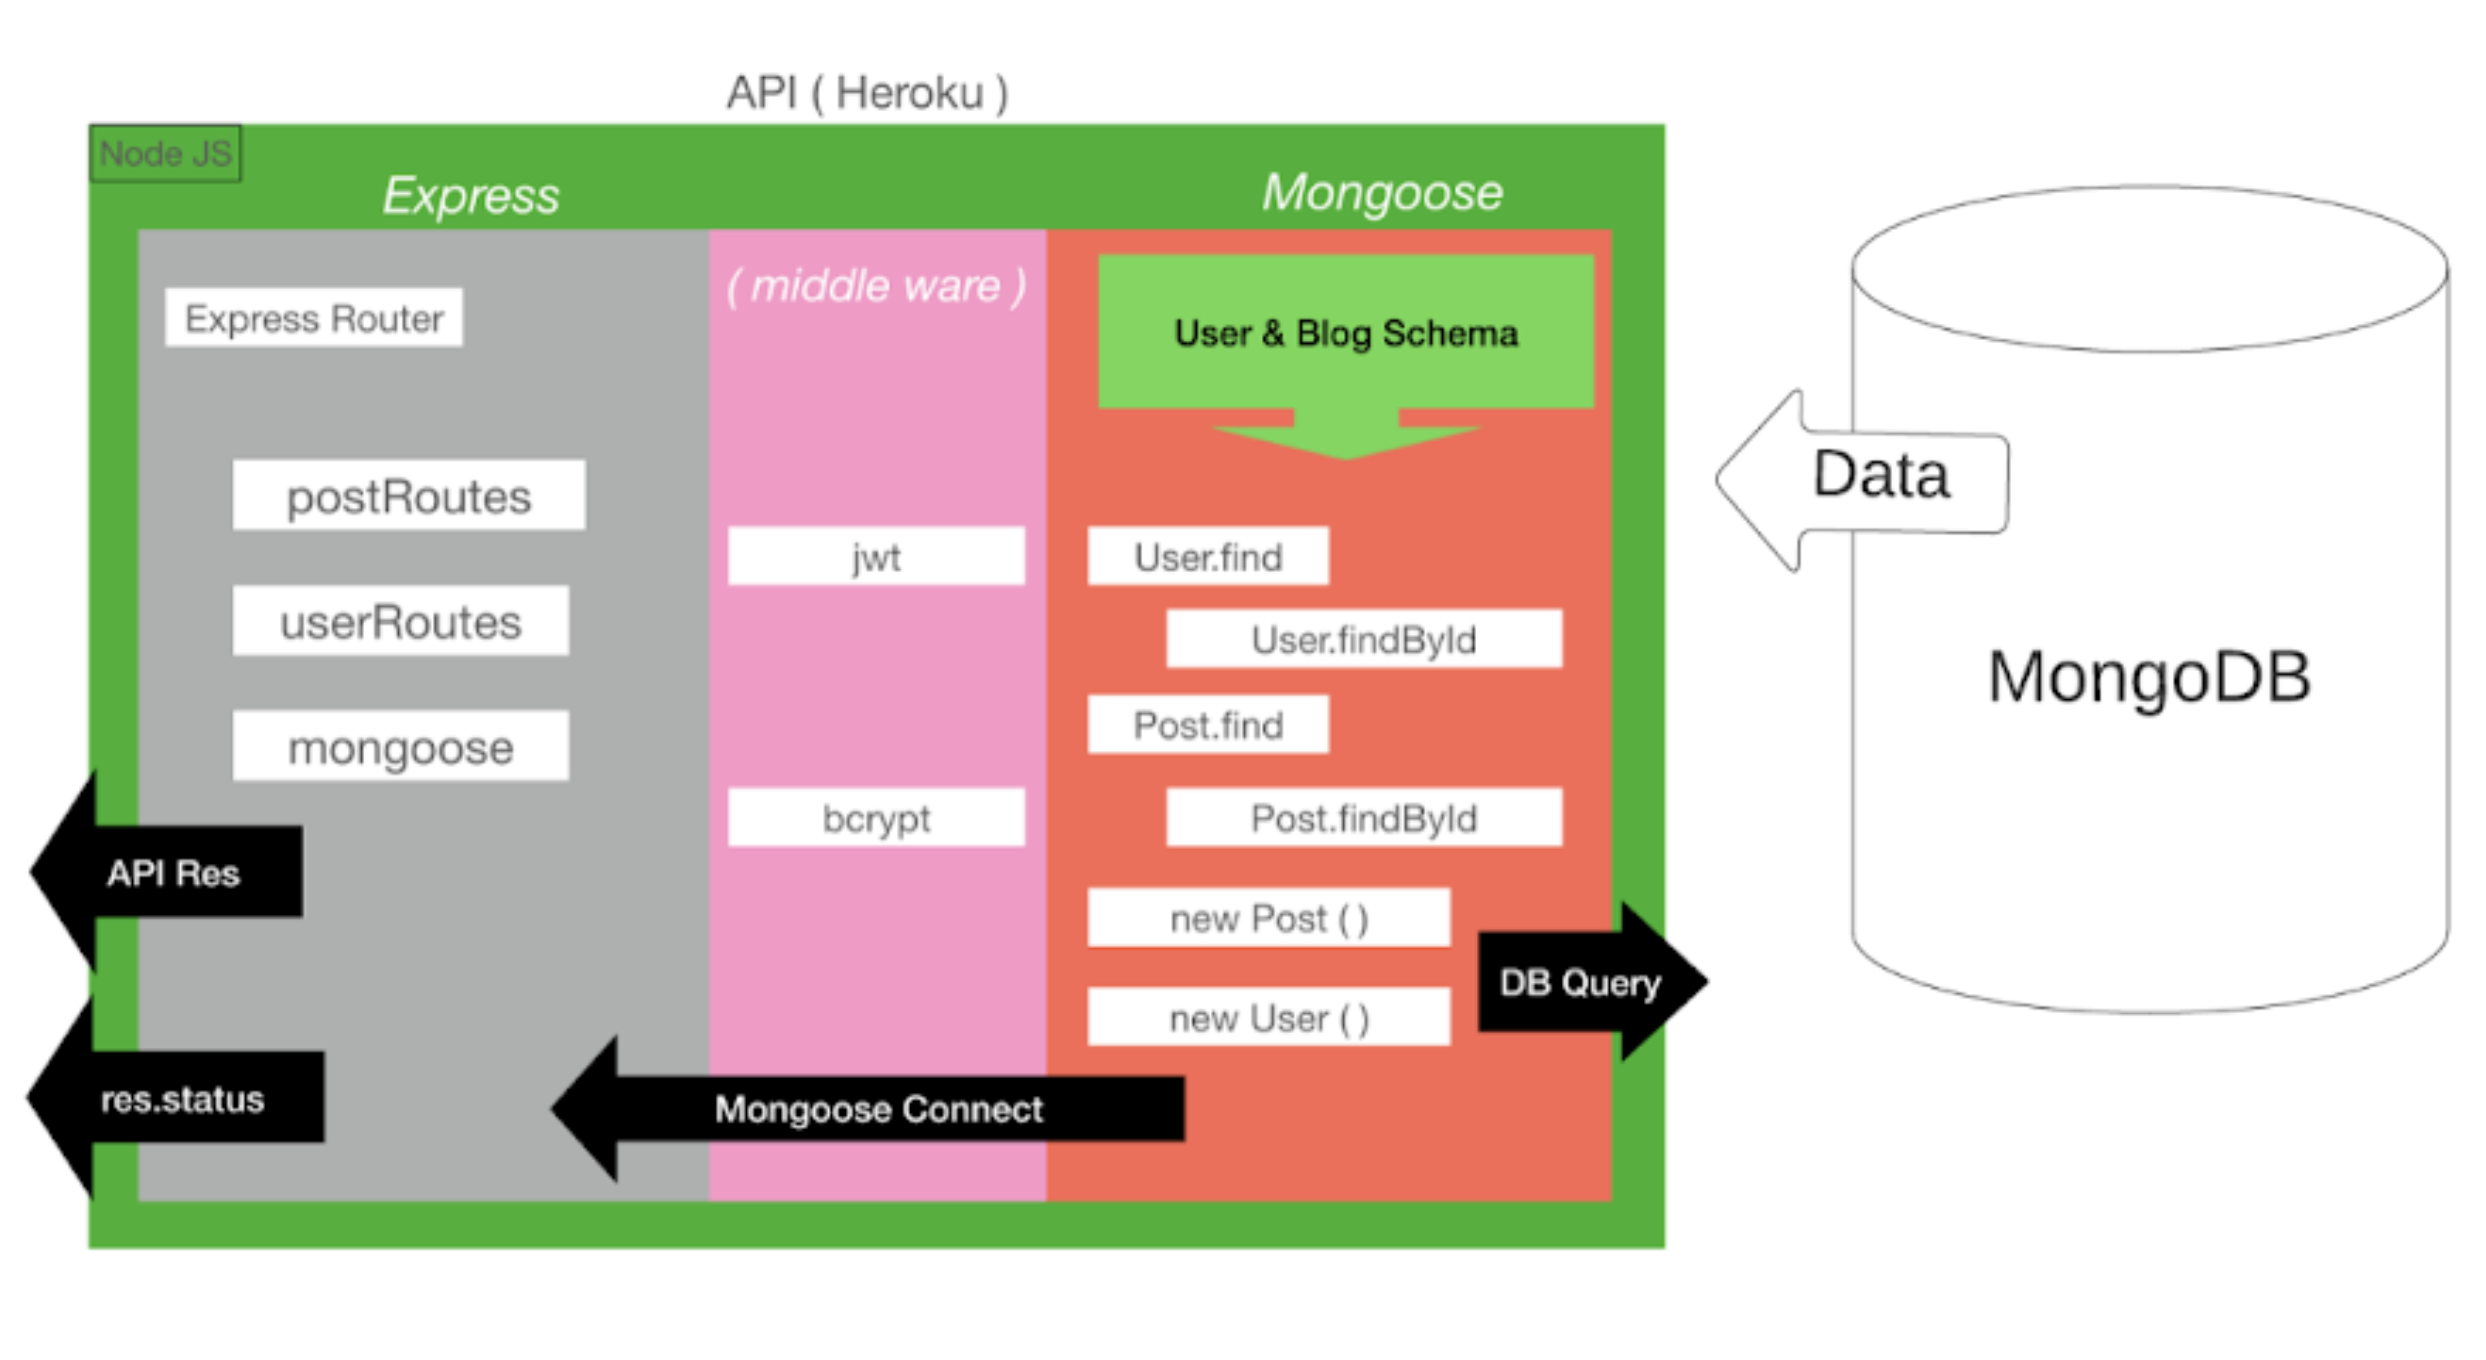 API ( Heroku )
Node JS
Express
Mongoose
( middle ware )
Express Router
User & Blog Schema
postRoutes
userRoutes
mongoose
jwt
bcrypt
User.find
User.findById
Post.find
Post.findById
new Post ( )
new User ( )
Data
MongoDB
API Res
res.status
Mongoose Connect
DB Query